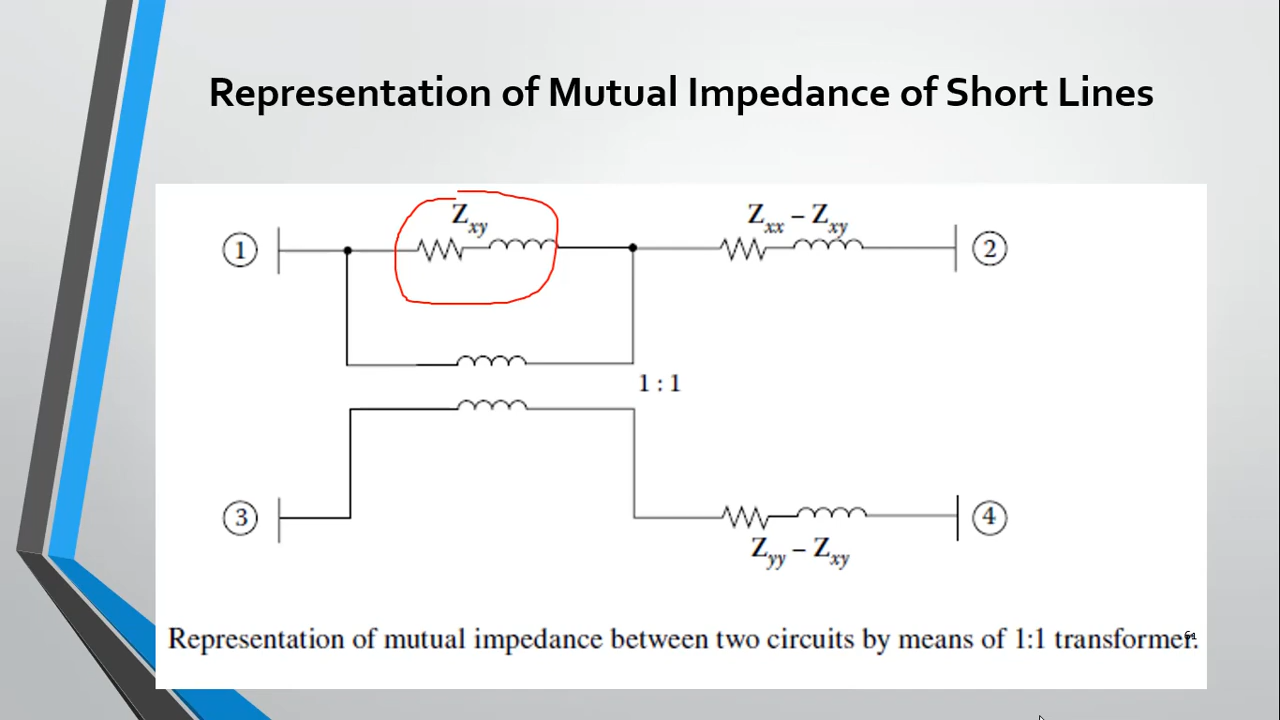 Representation of Mutual Impedance of Short Lines
Zxy
Zxx – Zxy
1
2
1 : 1
3
4
Zyy – Zxy
Representation of mutual impedance between two circuits by means of 1:1 transformer.
61